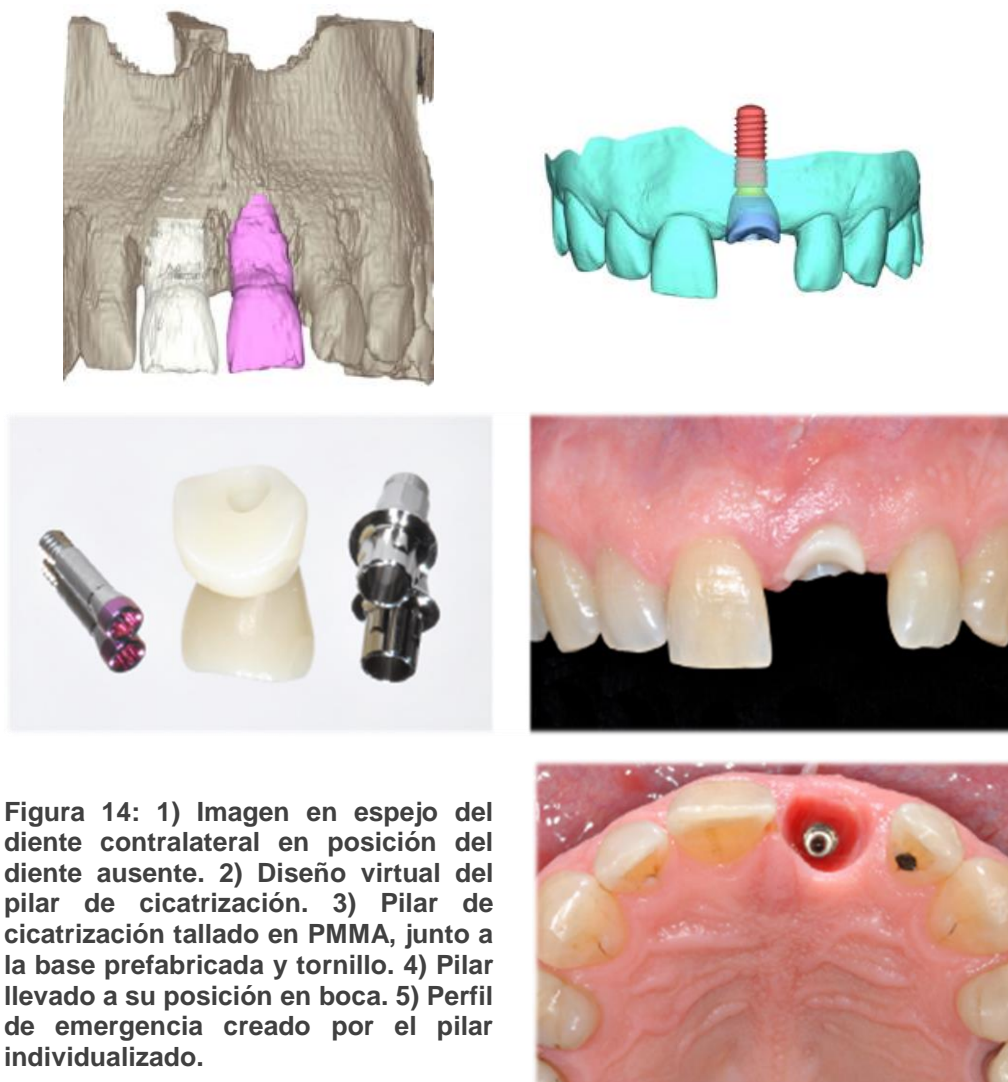 Figura 14: 1) Imagen en espejo del
diente contralateral en posición del
diente ausente. 2) Diseño virtual del
pilar de cicatrización. 3) Pilar de
cicatrización tallado en PMMA, junto a
la base prefabricada y tornillo. 4) Pilar
llevado a su posición en boca. 5) Perfil
de emergencia creado por el pilar
individualizado.